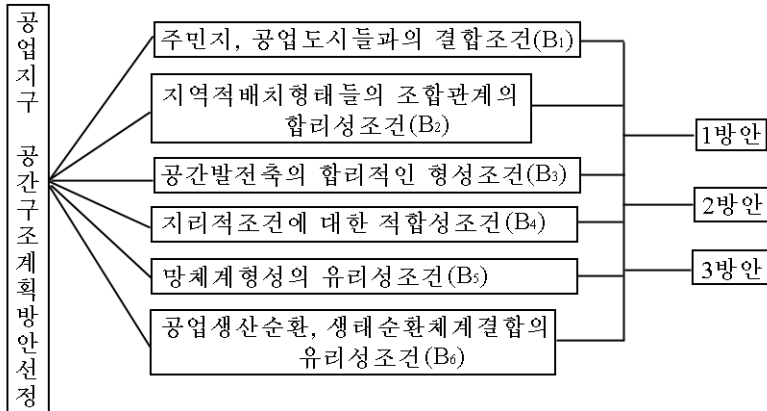 공업지구 공간구조계획방안선정
주민지, 공업도시들과의 결합조건(B₁)
지역적배치형태들의 조합관계의
합리성조건(B₂)
공간발전축의 합리적인 형성조건(B₃)
지리적조건에 대한 적합성조건(B₄)
망체계형성의 유리성조건(B₅)
공업생산순환, 생태순환체계결합의
유리성조건(B₆)
1방안
2방안
3방안